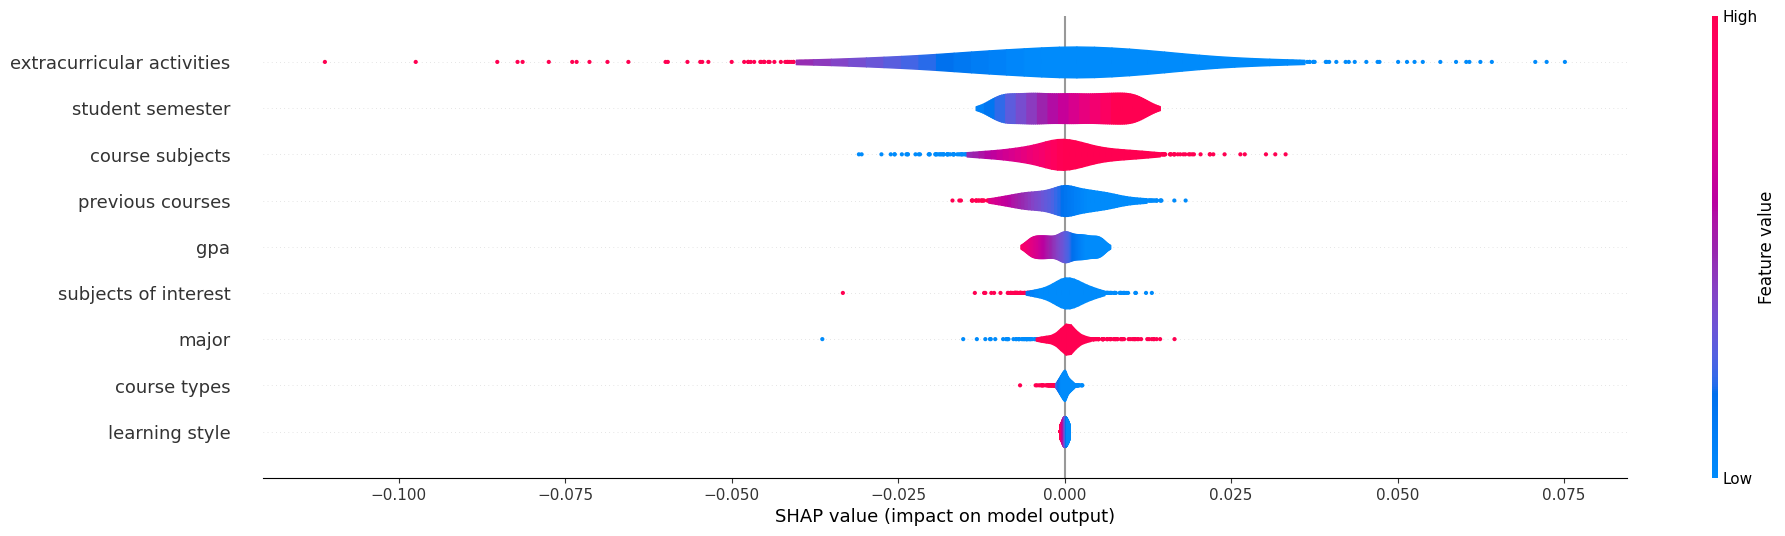 extracurricular activities
student semester
course subjects
previous courses
gpa
subjects of interest
major
course types
learning style
−0.100 −0.075 −0.050 −0.025 0.000 0.025 0.050 0.075
SHAP value (impact on model output)
High
Feature value
Low